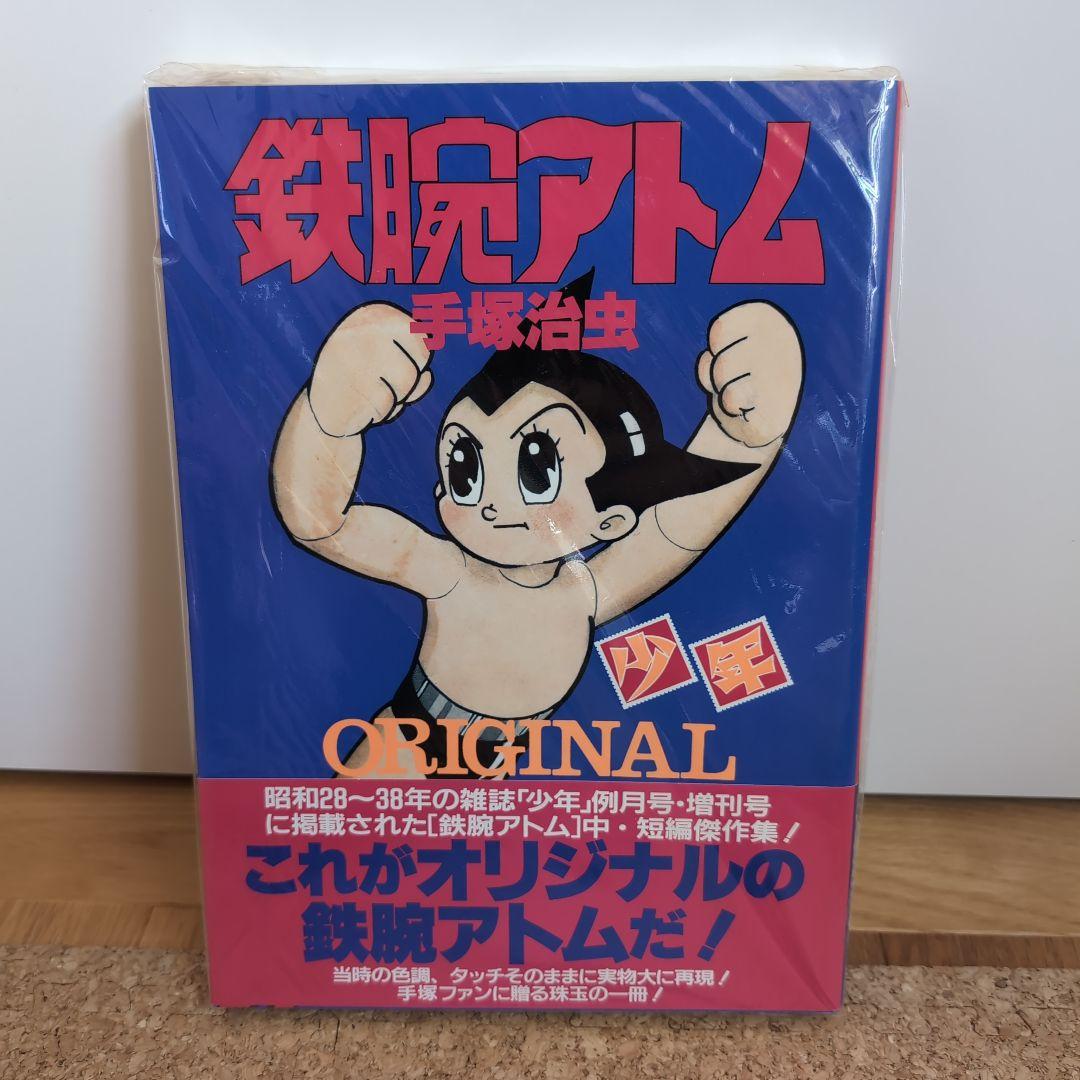 鉄腕アトム
手塚治虫
少年
ORIGINAL
昭和28〜38年の雑誌「少年」例月号・増刊号
に掲載された[鉄腕アトム]中・短編傑作集!
これがオリジナルの
鉄腕アトムだ!
当時の色調、タッチそのままに実物大に再現!
手塚ファンに贈る珠玉の一冊!